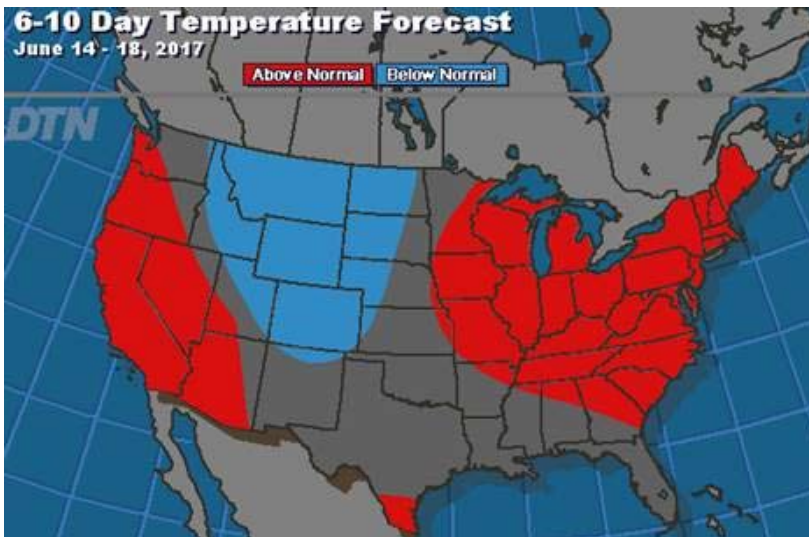 6-10 Day Temperature Forecast
June 14 - 18, 2017
Above Normal Below Normal
DTN